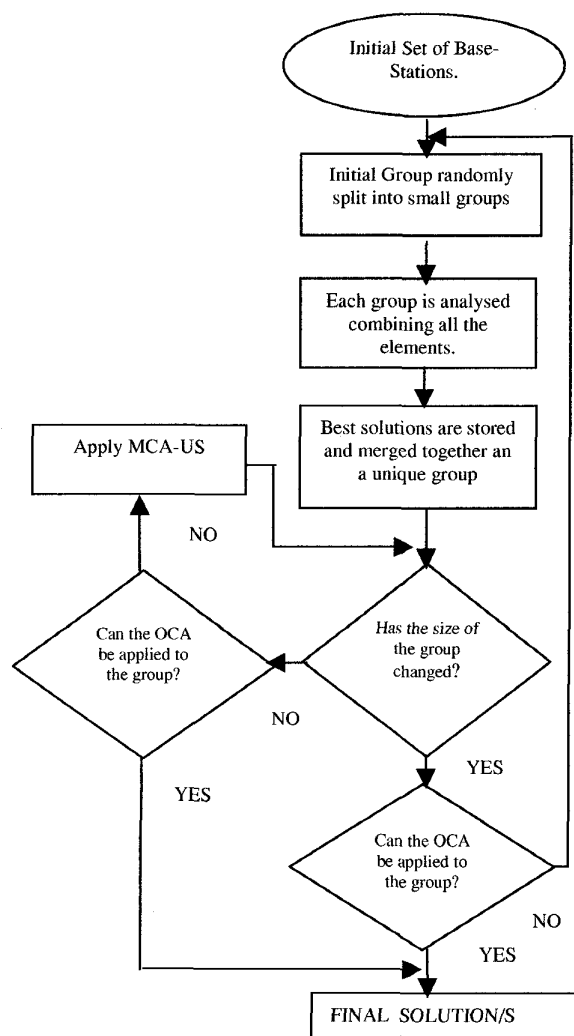 Initial Set of Base-
Stations.
Initial Group randomly
split into small groups
Each group is analysed
combining all the
elements.
Best solutions are stored
and merged together an
a unique group
Apply MCA-US
NO
Can the OCA
be applied to
the group?
Has the size of
the group
changed?
NO
YES
YES
Can the OCA
be applied to
the group?
NO
YES
FINAL SOLUTION/S